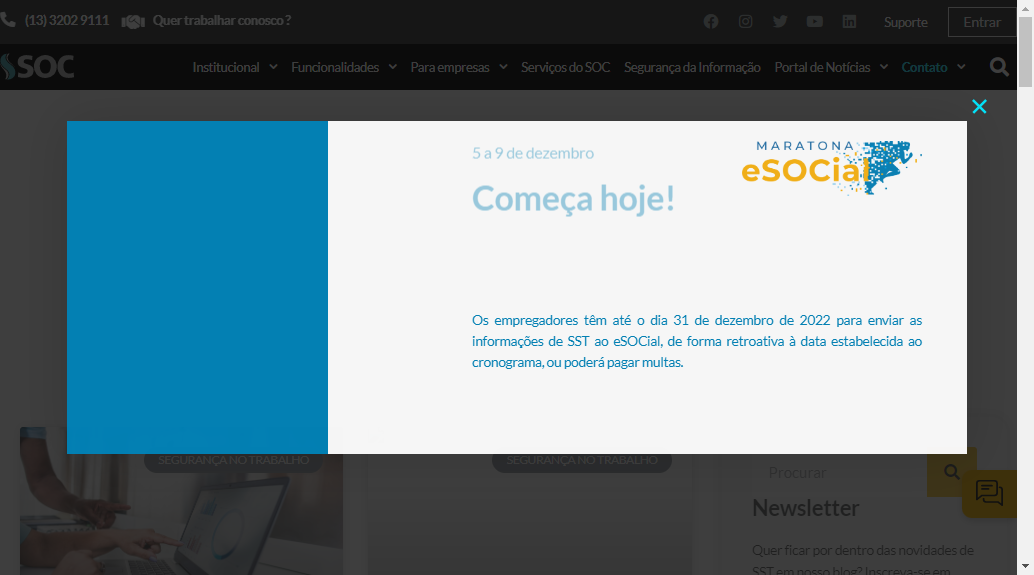 (13) 3202 9111 Quer trabalhar conosco ? Suporte Entrar
SOC Institucional Funcionalidades Para empresas Serviços do SOC Segurança da Informação Portal de Notícias Contato
5 a 9 de dezembro
MARATONA
eSOCial
Começa hoje!
Os empregadores têm até o dia 31 de dezembro de 2022 para enviar as
informações de SST ao eSOCial, de forma retroativa à data estabelecida ao
cronograma, ou poderá pagar multas.
SEGURANÇA NO TRABALHO
SEGURANÇA NO TRABALHO
Procurar
Newsletter
Quer ficar por dentro das novidades de
SST em nosso blog? Inscreva-se em